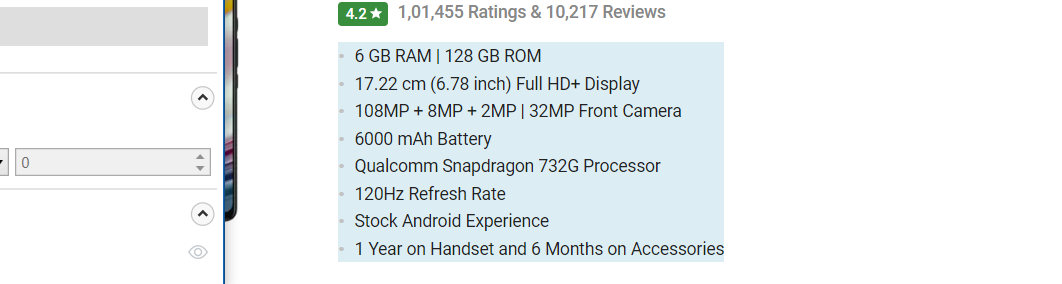 4.2★ 1,01,455 Ratings & 10,217 Reviews
6 GB RAM | 128 GB ROM
17.22 cm (6.78 inch) Full HD+ Display
108MP + 8MP + 2MP | 32MP Front Camera
0
6000 mAh Battery
Qualcomm Snapdragon 732G Processor
120Hz Refresh Rate
Stock Android Experience
1 Year on Handset and 6 Months on Accessories